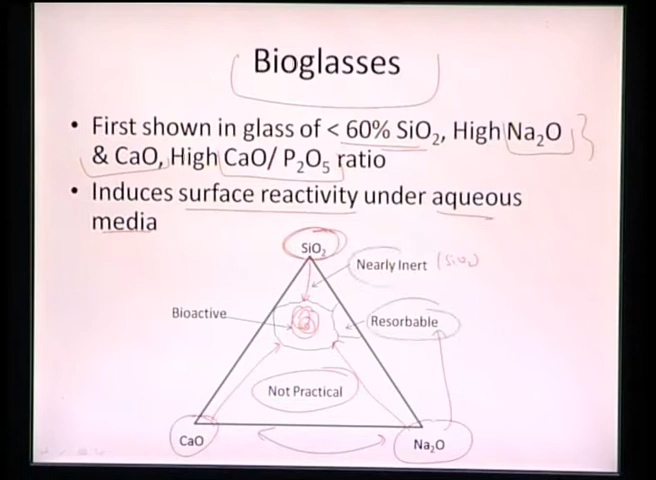 Bioglasses
• First shown in glass of < 60% SiO₂, High Na₂O
& CaO, High CaO/ P₂O₅ ratio
• Induces surface reactivity under aqueous
media
SiO₂
Nearly Inert (SiO₂)
Bioactive
Resorbable
Not Practical
CaO
Na₂O